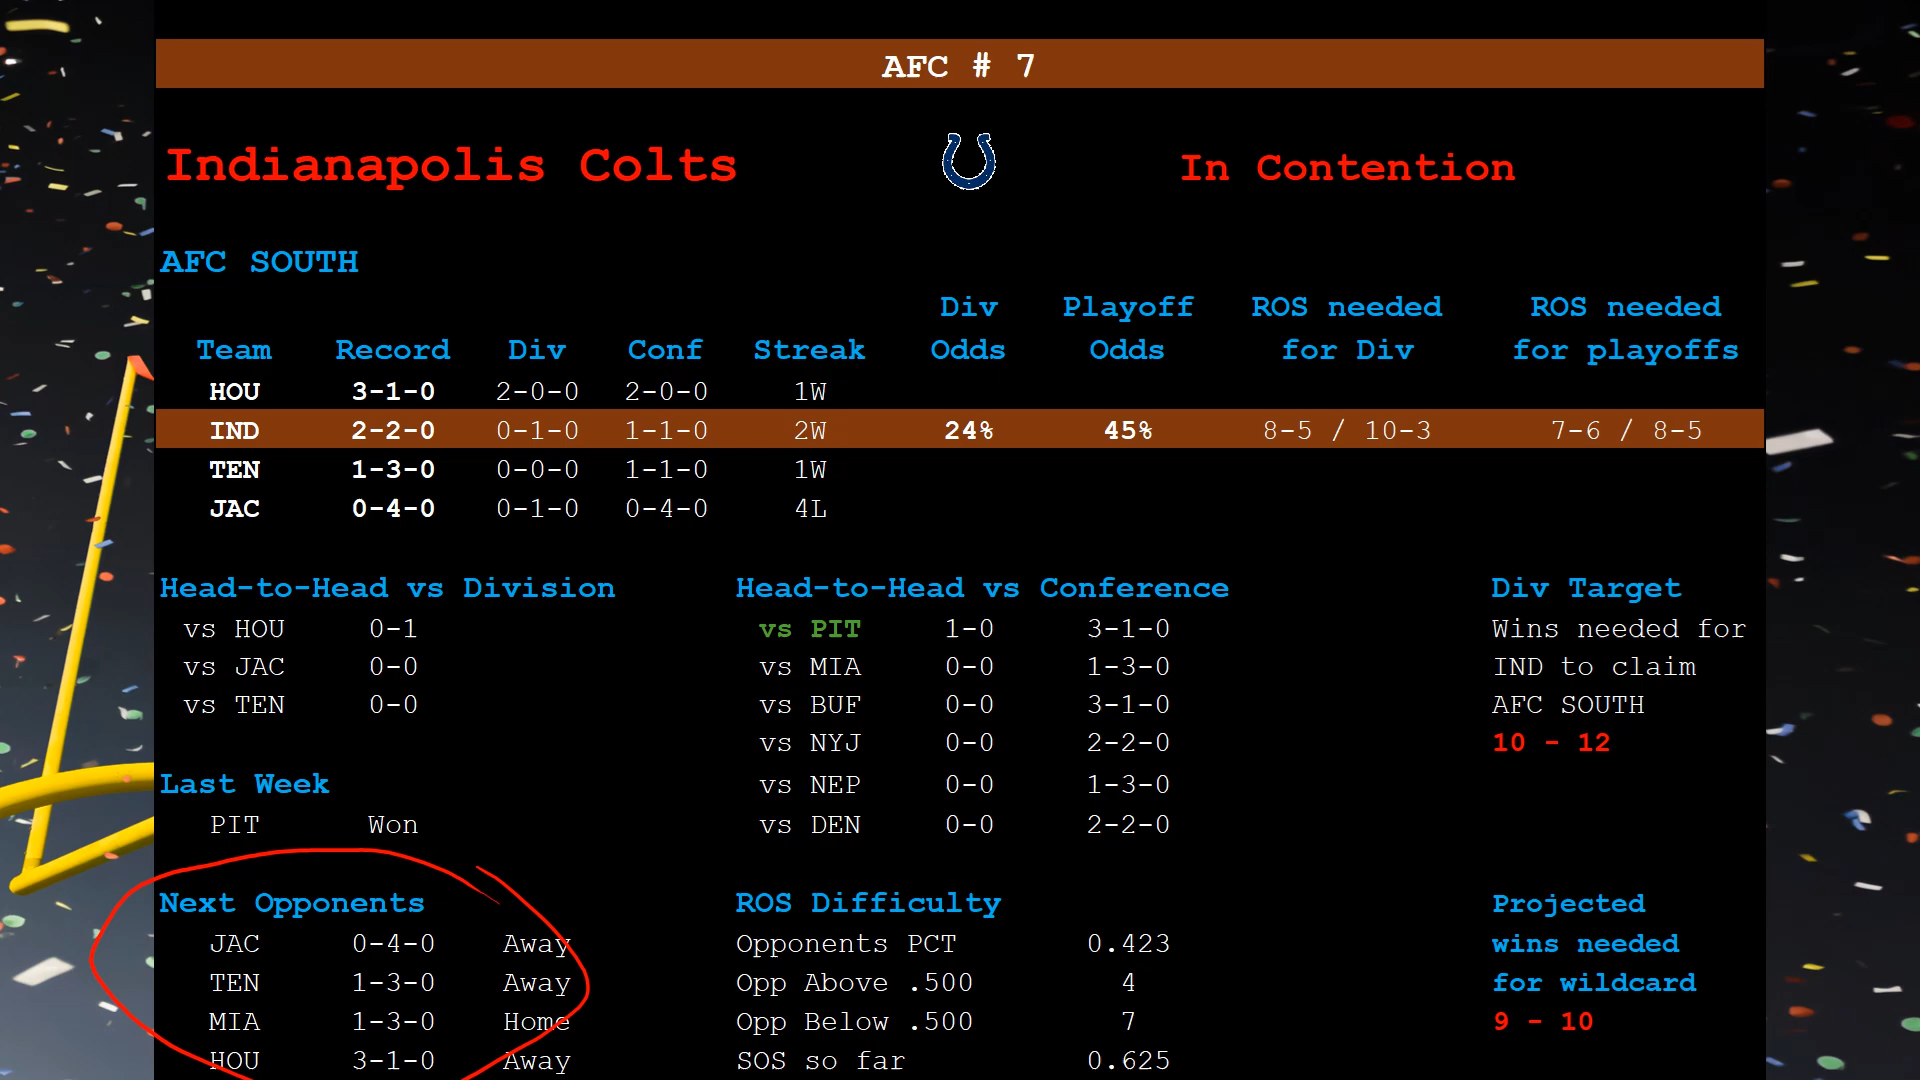 AFC # 7
Indianapolis Colts In Contention
AFC SOUTH
Div Playoff ROS needed ROS needed
Team Record Div Conf Streak Odds Odds for Div for playoffs
HOU 3-1-0 2-0-0 2-0-0 1W
IND 2-2-0 0-1-0 1-1-0 2W 24% 45% 8-5 / 10-3 7-6 / 8-5
TEN 1-3-0 0-0-0 1-1-0 1W
JAC 0-4-0 0-1-0 0-4-0 4L
Head-to-Head vs Division
vs HOU 0-1
vs JAC 0-0
vs TEN 0-0
Last Week
PIT Won
Next Opponents
JAC 0-4-0 Away
TEN 1-3-0 Away
MIA 1-3-0 Home
HOU 3-1-0 Away
Head-to-Head vs Conference
vs PIT 1-0 3-1-0
vs MIA 0-0 1-3-0
vs BUF 0-0 3-1-0
vs NYJ 0-0 2-2-0
vs NEP 0-0 1-3-0
vs DEN 0-0 2-2-0
ROS Difficulty
Opponents PCT 0.423
Opp Above .500 4
Opp Below .500 7
SOS so far 0.625
Div Target
Wins needed for
IND to claim
AFC SOUTH
10 - 12
Projected
wins needed
for wildcard
9 - 10